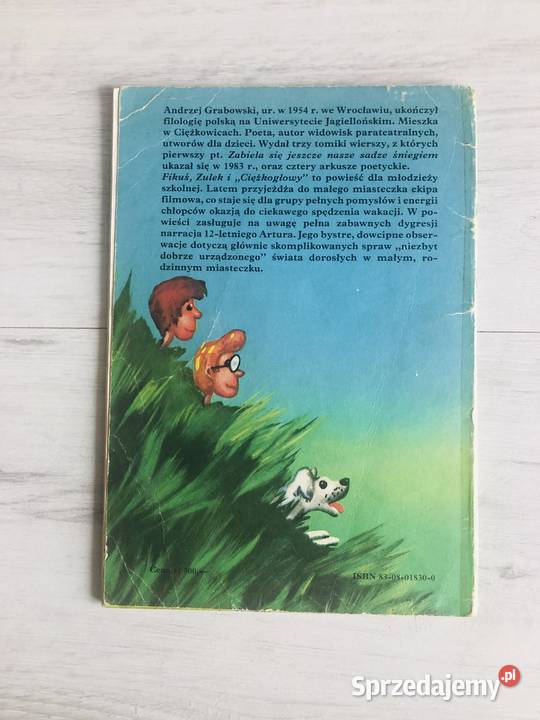 Andrzej Grabowski, ur. w 1954 r. we Wrocławiu, ukończył
filologię polską na Uniwersytecie Jagiellońskim. Mieszka
w Ciężkowicach. Poeta, autor widowisk parateatralnych,
utworów dla dzieci. Wydał trzy tomiki wierszy, z których
pierwszy pt. Zabiela się jeszcze nasze sadze śniegiem
ukazał się w 1983 r., oraz cztery arkusze poetyckie.
Fikuś, Zulek i „Ciężkogłowy” to powieść dla młodzieży
szkolnej. Latem przyjeżdża do małego miasteczka ekipa
filmowa, co staje się dla grupy pełnych pomysłów i energii
chłopców okazją do ciekawego spędzenia wakacji. W po-
wieści zasługuje na uwagę pełna zabawnych dygresji
narracja 12-letniego Artura. Jego bystre, dowcipne obser-
wacje dotyczą głównie skomplikowanych spraw „niezbyt
dobrze urządzonego” świata dorosłych w małym, ro-
dzinnym miasteczku.
Cena zł 300,—
ISBN 83-08-01830-0
Sprzedajemy.pl